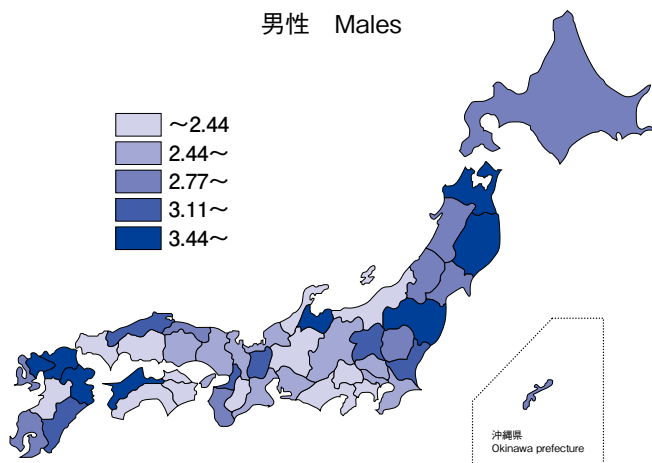 男性　Males
～2.44
2.44～
2.77～
3.11～
3.44～
沖縄県
Okinawa prefecture